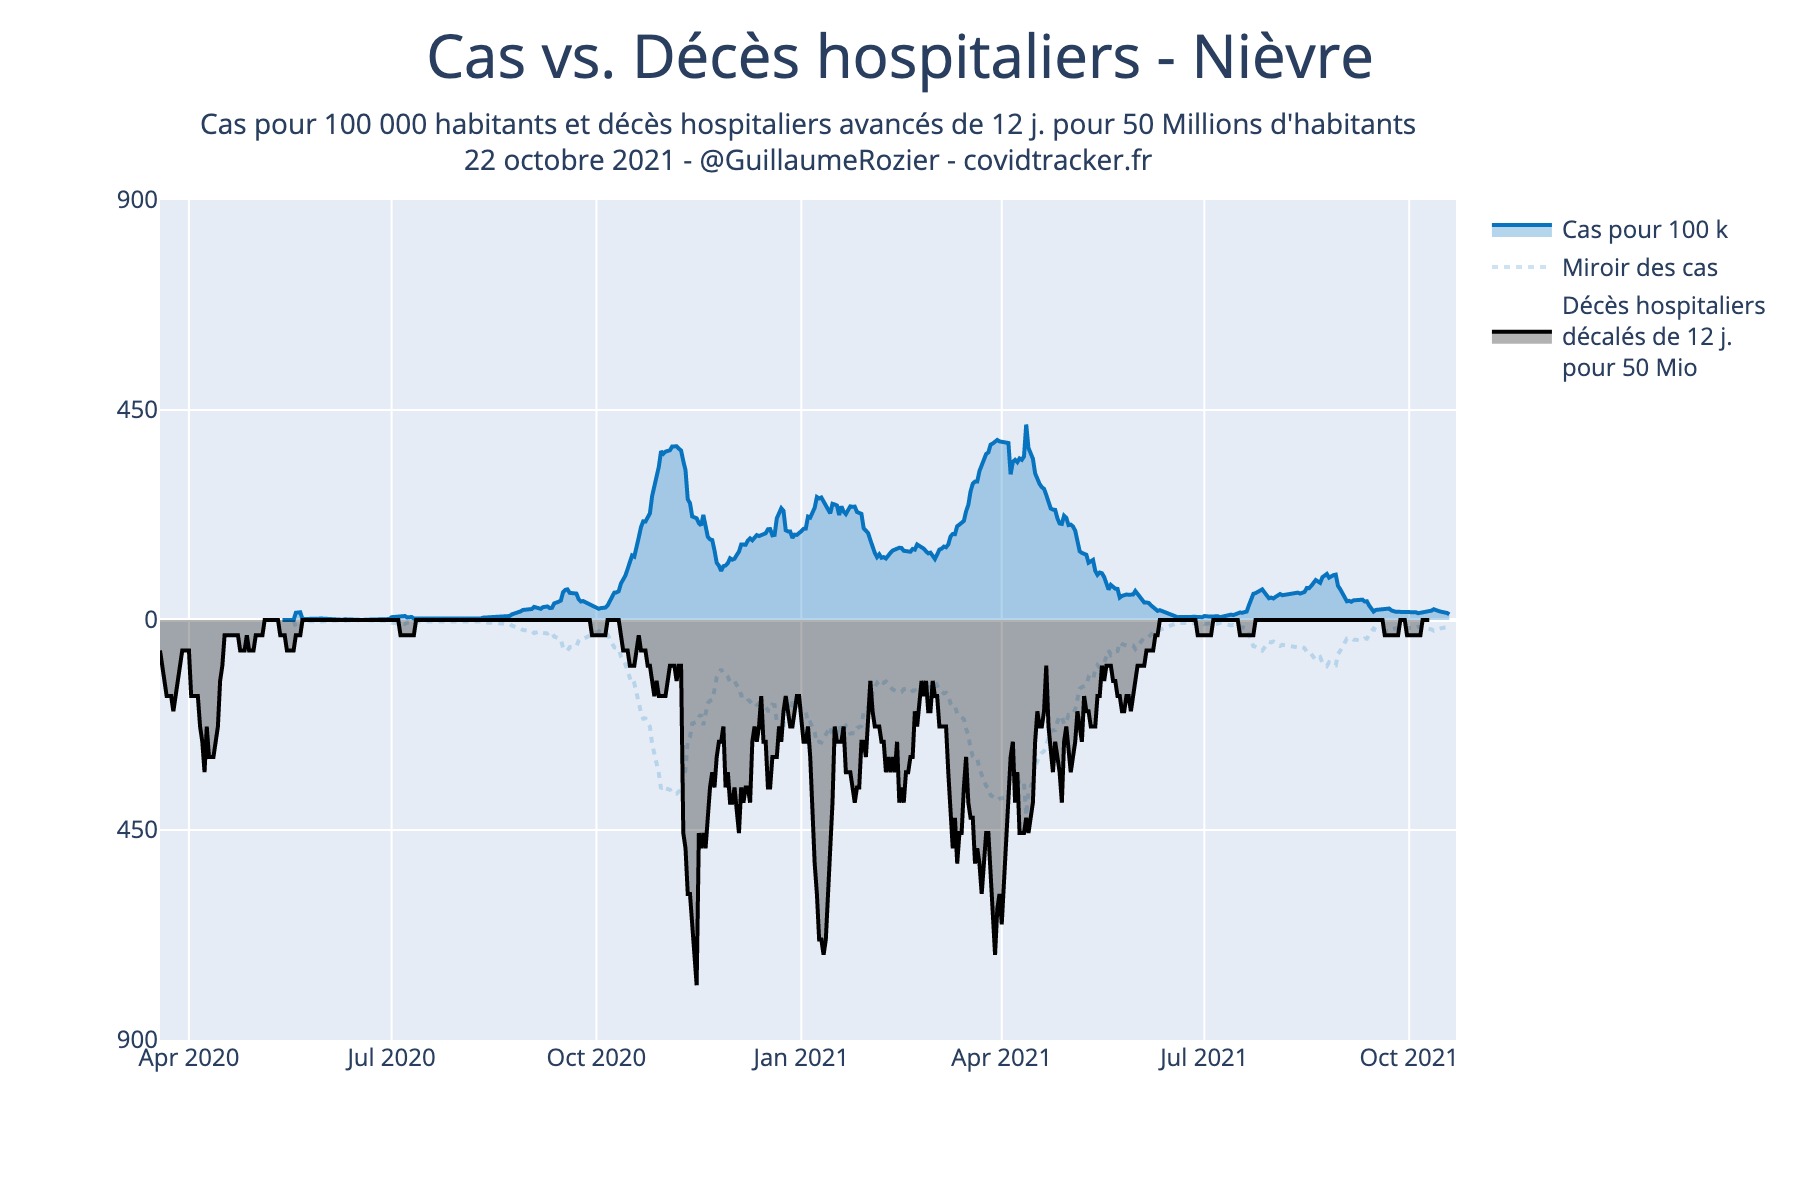 Cas vs. Décès hospitaliers - Nièvre
Cas pour 100 000 habitants et décès hospitaliers avancés de 12 j. pour 50 Millions d'habitants
22 octobre 2021 - @GuillaumeRozier - covidtracker.fr
900
450
0
450
900
Apr 2020
Jul 2020
Oct 2020
Jan 2021
Apr 2021
Jul 2021
Oct 2021
Cas pour 100 k
Miroir des cas
Décès hospitaliers
décalés de 12 j.
pour 50 Mio